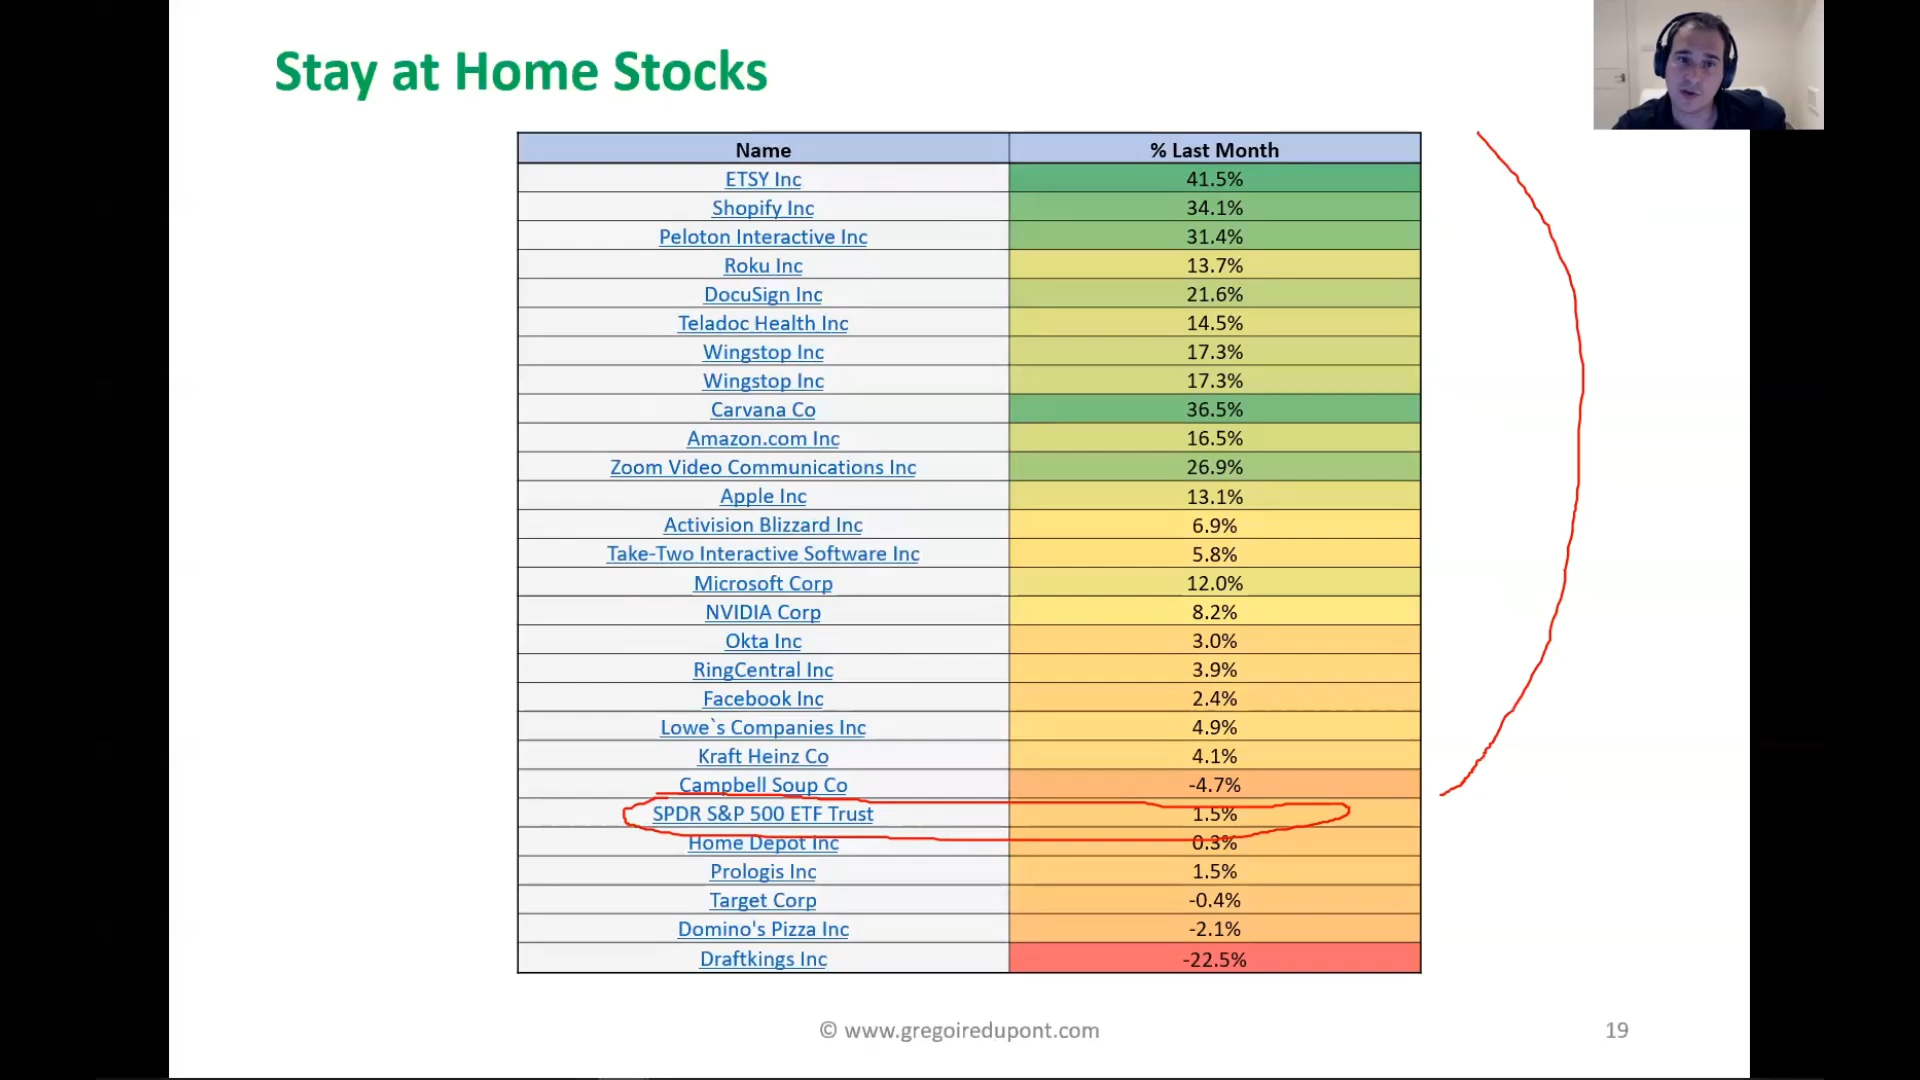 Stay at Home Stocks
Name % Last Month
ETSY Inc 41.5%
Shopify Inc 34.1%
Peloton Interactive Inc 31.4%
Roku Inc 13.7%
DocuSign Inc 21.6%
Teladoc Health Inc 14.5%
Wingstop Inc 17.3%
Wingstop Inc 17.3%
Carvana Co 36.5%
Amazon.com Inc 16.5%
Zoom Video Communications Inc 26.9%
Apple Inc 13.1%
Activision Blizzard Inc 6.9%
Take-Two Interactive Software Inc 5.8%
Microsoft Corp 12.0%
NVIDIA Corp 8.2%
Okta Inc 3.0%
RingCentral Inc 3.9%
Facebook Inc 2.4%
Lowe`s Companies Inc 4.9%
Kraft Heinz Co 4.1%
Campbell Soup Co -4.7%
SPDR S&P 500 ETF Trust 1.5%
Home Depot Inc 0.3%
Prologis Inc 1.5%
Target Corp -0.4%
Domino's Pizza Inc -2.1%
Draftkings Inc -22.5%
© www.gregoiredupont.com
19